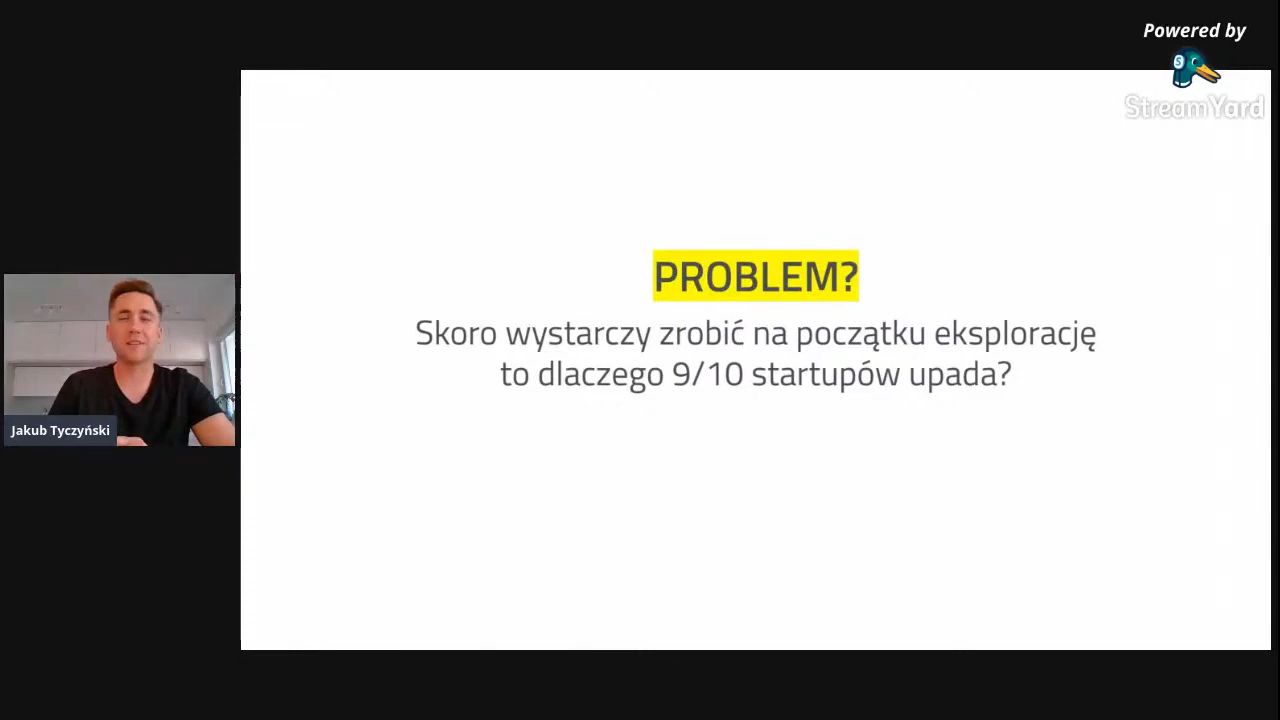 Powered by
StreamYard
PROBLEM?
Skoro wystarczy zrobić na początku eksplorację
to dlaczego 9/10 startupów upada?
Jakub Tyczyński